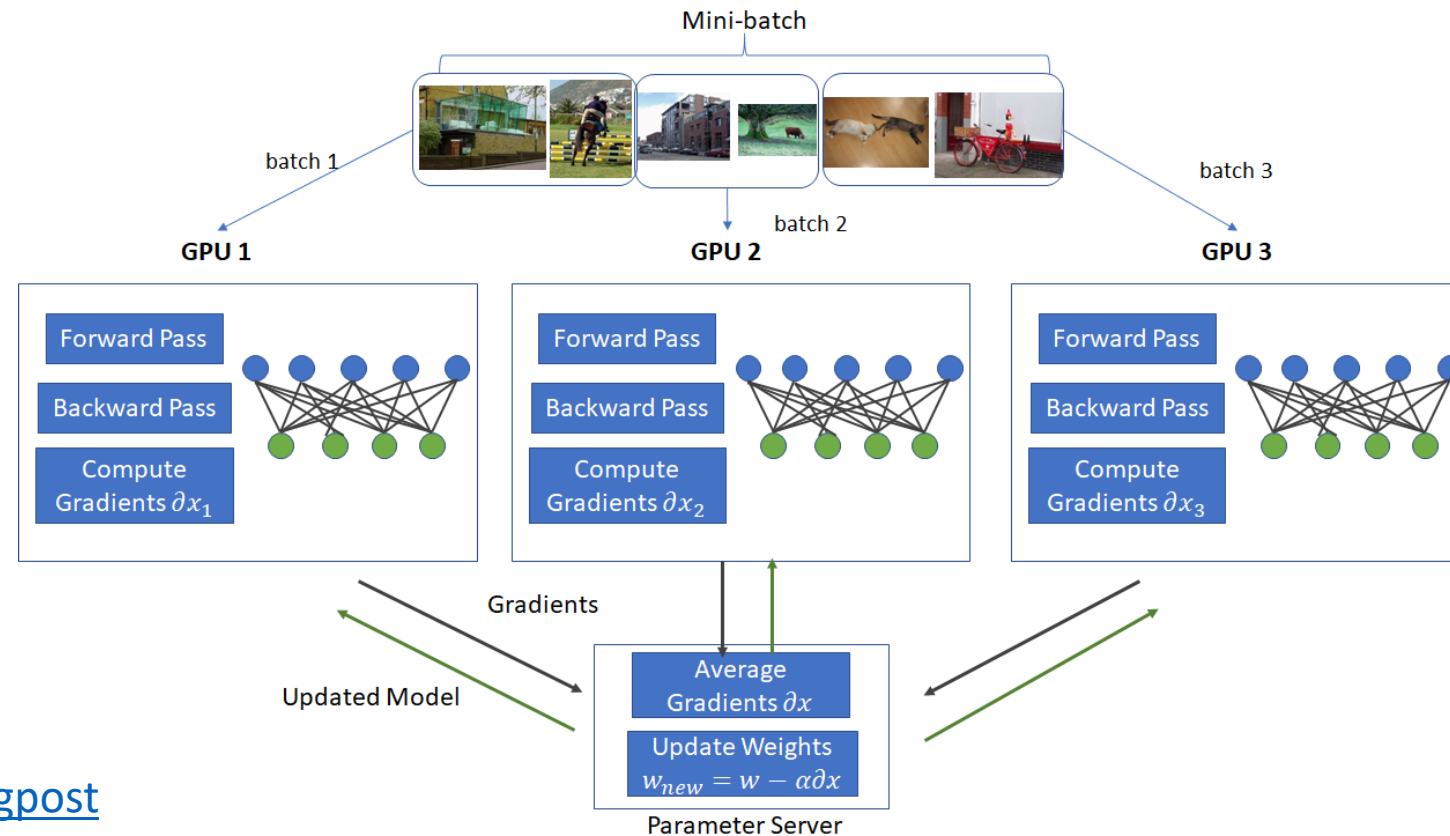 Mini-batch
batch 1
batch 2
batch 3
GPU 1
GPU 2
GPU 3
Forward Pass
Backward Pass
Compute
Gradients ∂x₁
Forward Pass
Backward Pass
Compute
Gradients ∂x₂
Forward Pass
Backward Pass
Compute
Gradients ∂x₃
Gradients
Updated Model
Average
Gradients ∂x
Update Weights
wₙₑw = w − α∂x
Parameter Server
gpost